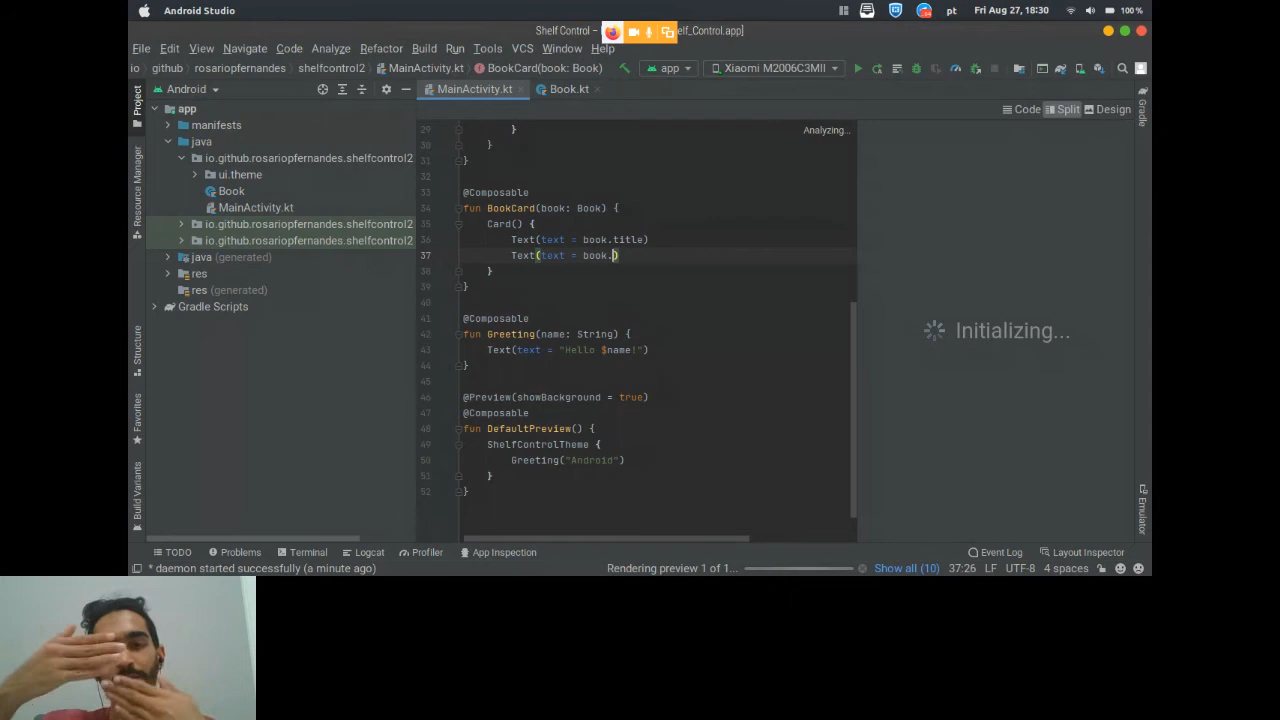 Android Studio
pt Fri Aug 27, 17:30 100 %
Shelf Control – elf_Control.app]
File Edit View Navigate Code Analyze Refactor Build Run Tools VCS Window Help
io github rosariopfernandes shelfcontrol2 MainActivity.kt BookCard(book: Book) app Xiaomi M2006C3MII
Android MainActivity.kt Book.kt
Code Split Design
Project
Resource Manager
Structure
Favorites
Build Variants
Gradle
Emulator
app
manifests
java
io.github.rosariopfernandes.shelfcontrol2
ui.theme
Book
MainActivity.kt
io.github.rosariopfernandes.shelfcontrol2
io.github.rosariopfernandes.shelfcontrol2
java (generated)
res
res (generated)
Gradle Scripts
Analyzing...
29 }
30 }
31 }
32
33 @Composable
34 fun BookCard(book: Book) {
35 Card() {
36 Text(text = book.title)
37 Text(text = book.)
38 }
39 }
40
41 @Composable
42 fun Greeting(name: String) {
43 Text(text = "Hello $name!")
44 }
45
46 @Preview(showBackground = true)
47 @Composable
48 fun DefaultPreview() {
49 ShelfControlTheme {
50 Greeting("Android")
51 }
52 }
Initializing...
TODO Problems Terminal Logcat Profiler App Inspection Event Log Layout Inspector
* daemon started successfully (a minute ago) Rendering preview 1 of 1... Show all (10) 37:26 LF UTF-8 4 spaces